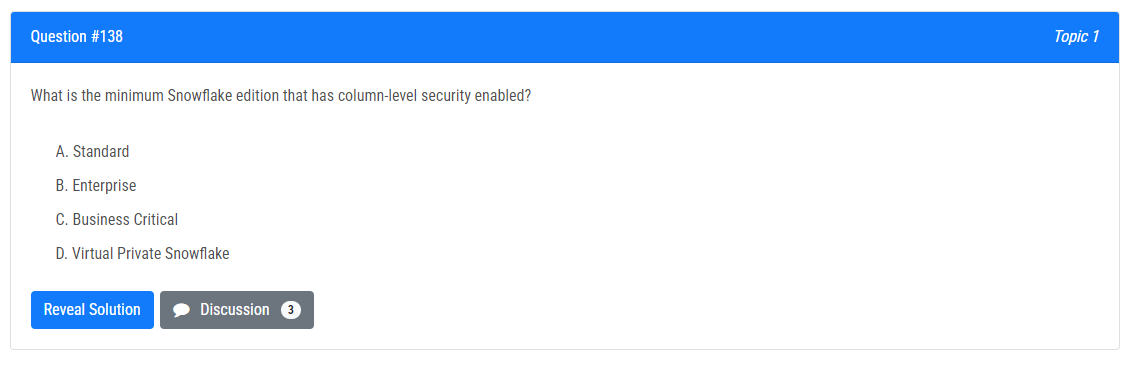 Question #138 Topic 1
What is the minimum Snowflake edition that has column-level security enabled?
A. Standard
B. Enterprise
C. Business Critical
D. Virtual Private Snowflake
Reveal Solution Discussion 3